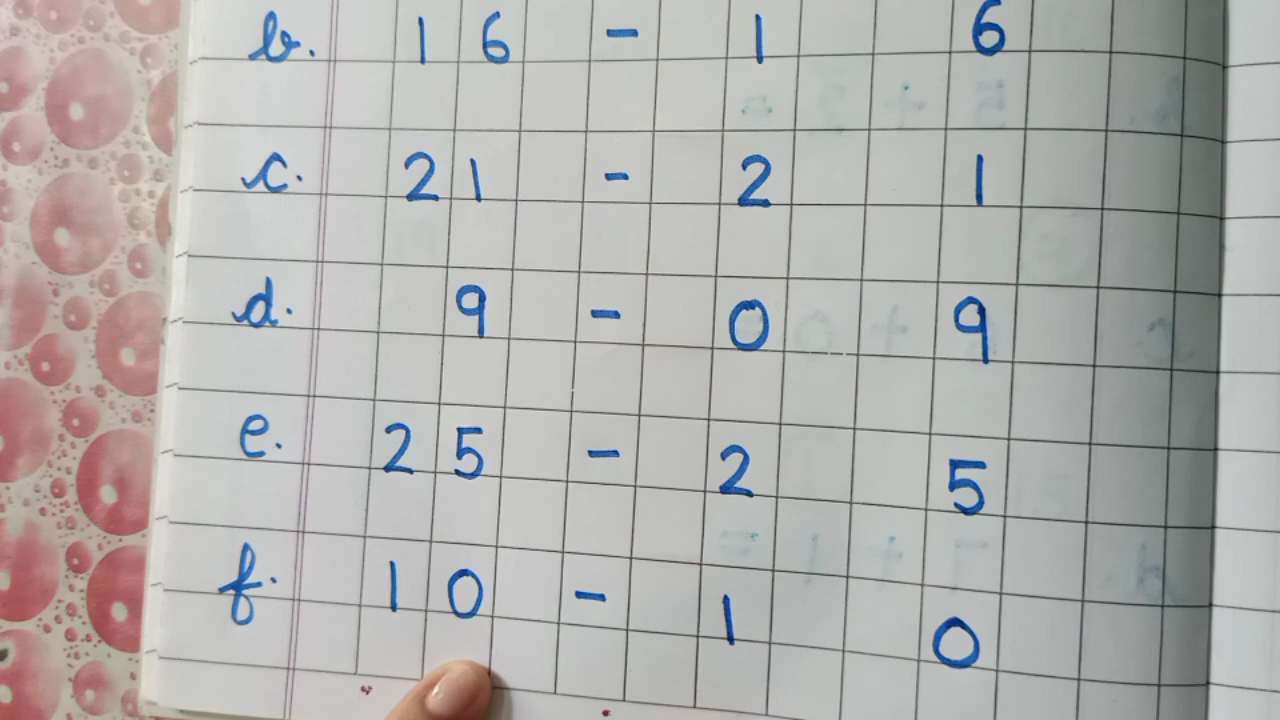 b. 16 - 1 6
c. 21 - 2 1
d. 9 - 0 9
e. 25 - 2 5
f. 10 - 1 0